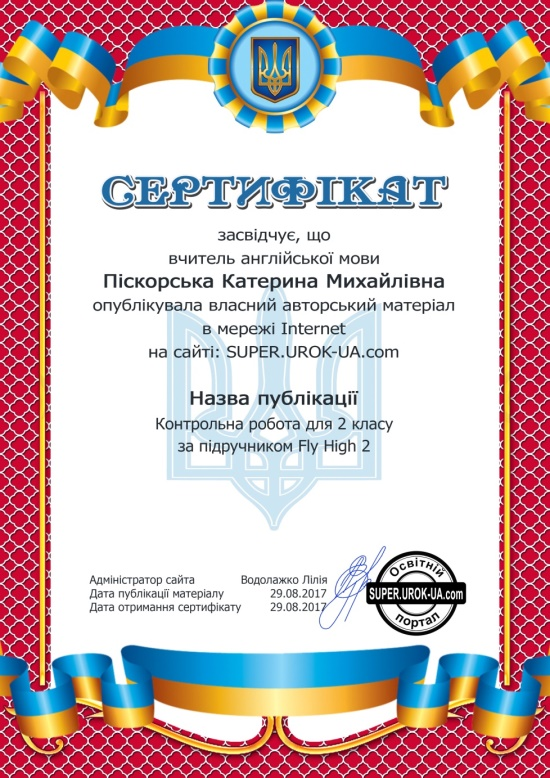 СЕРТИФІКАТ
засвідчує, що
вчитель англійської мови
Піскорська Катерина Михайлівна
опублікувала власний авторський матеріал
в мережі Internet
на сайті: SUPER.UROK-UA.com
Назва публікації
Контрольна робота для 2 класу
за підручником Fly High 2
Адміністратор сайта Водолажко Лілія
Дата публікації матеріалу 29.08.2017
Дата отримання сертифікату 29.08.2017
Освітній
SUPER.UROK-UA.com
портал